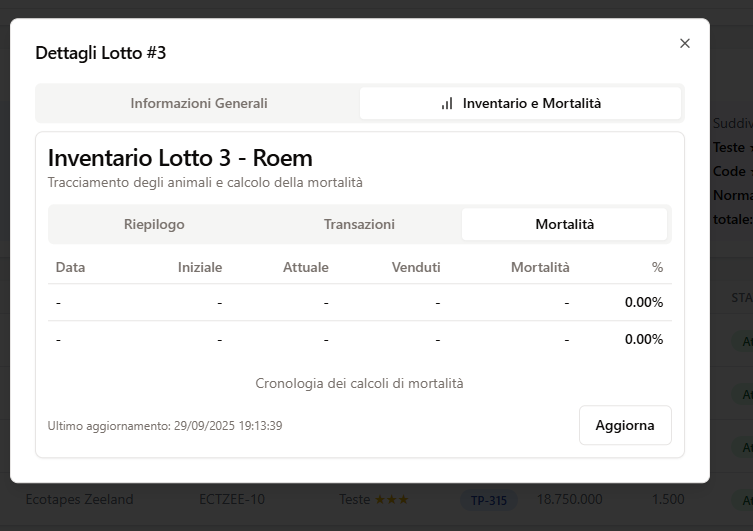 Dettagli Lotto #3
Informazioni Generali
Inventario e Mortalità
Inventario Lotto 3 - Roem
Tracciamento degli animali e calcolo della mortalità
Riepilogo Transazioni Mortalità
Data Iniziale Attuale Venduti Mortalità %
- - - - - 0.00%
- - - - - 0.00%
Cronologia dei calcoli di mortalità
Ultimo aggiornamento: 29/09/2025 19:13:39
Aggiorna
Suddiv
Teste
Code
Norma
totale:
STA
Ecotapes Zeeland ECTZEE-10 Teste ★★★ TP-315 18.750.000 1.500